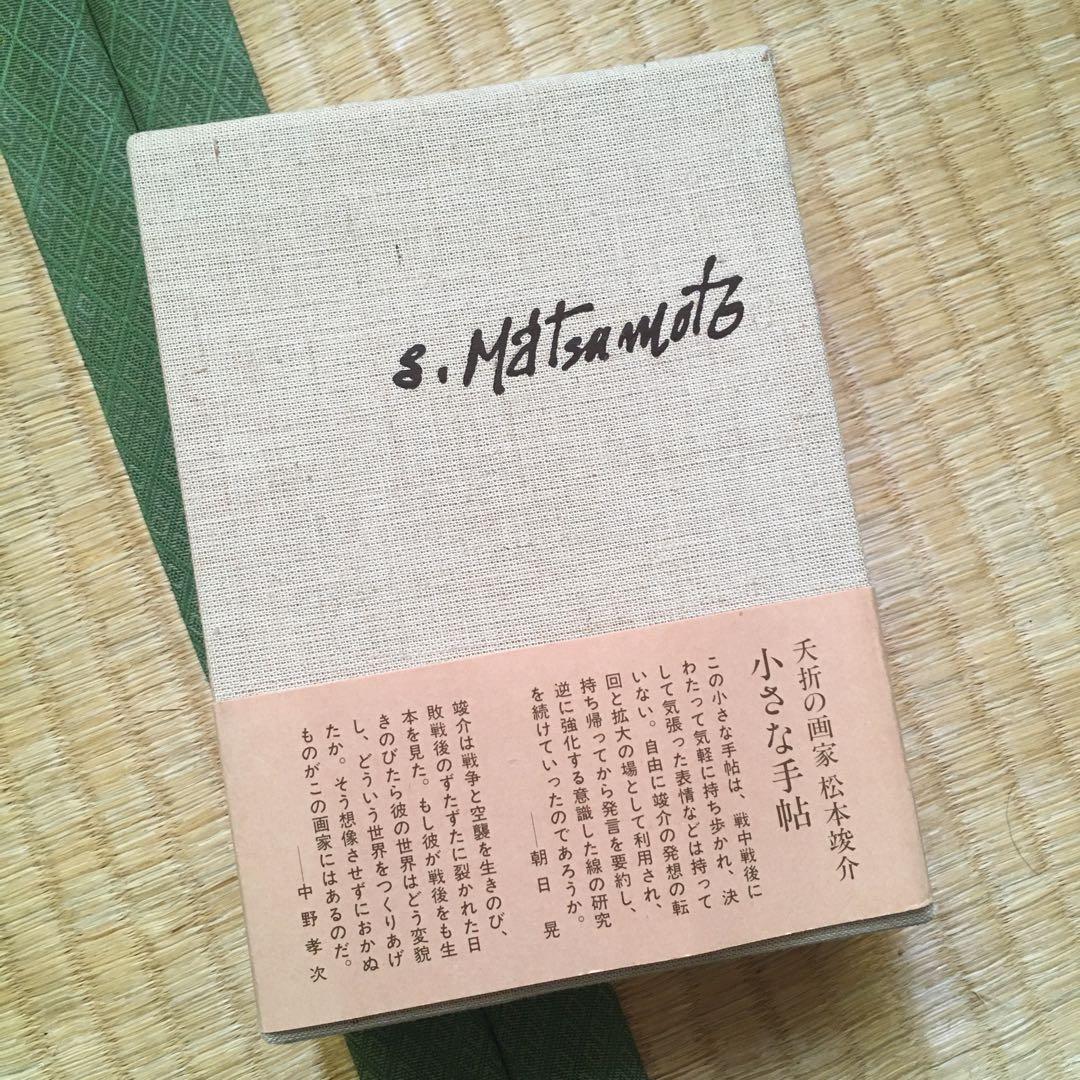 s. Matsumoto
夭折の画家 松本竣介
小さな手帖
この小さな手帖は、戦中戦後に
わたって気軽に持ち歩かれ、決
して気張った表情などは持って
いない。自由に竣介の発想の転
回と拡大の場として利用され、
持ち帰ってから発言を要約し、
逆に強化する意識した線の研究
を続けていったのであろうか。
――朝日 晃
竣介は戦争と空襲を生きのび、
敗戦後のずたずたに裂かれた日
本を見た。もし彼が戦後をも生
きのびたら彼の世界はどう変貌
し、どういう世界をつくりあげ
たか。そう想像させずにおかぬ
ものがこの画家にはあるのだ。
――中野孝次